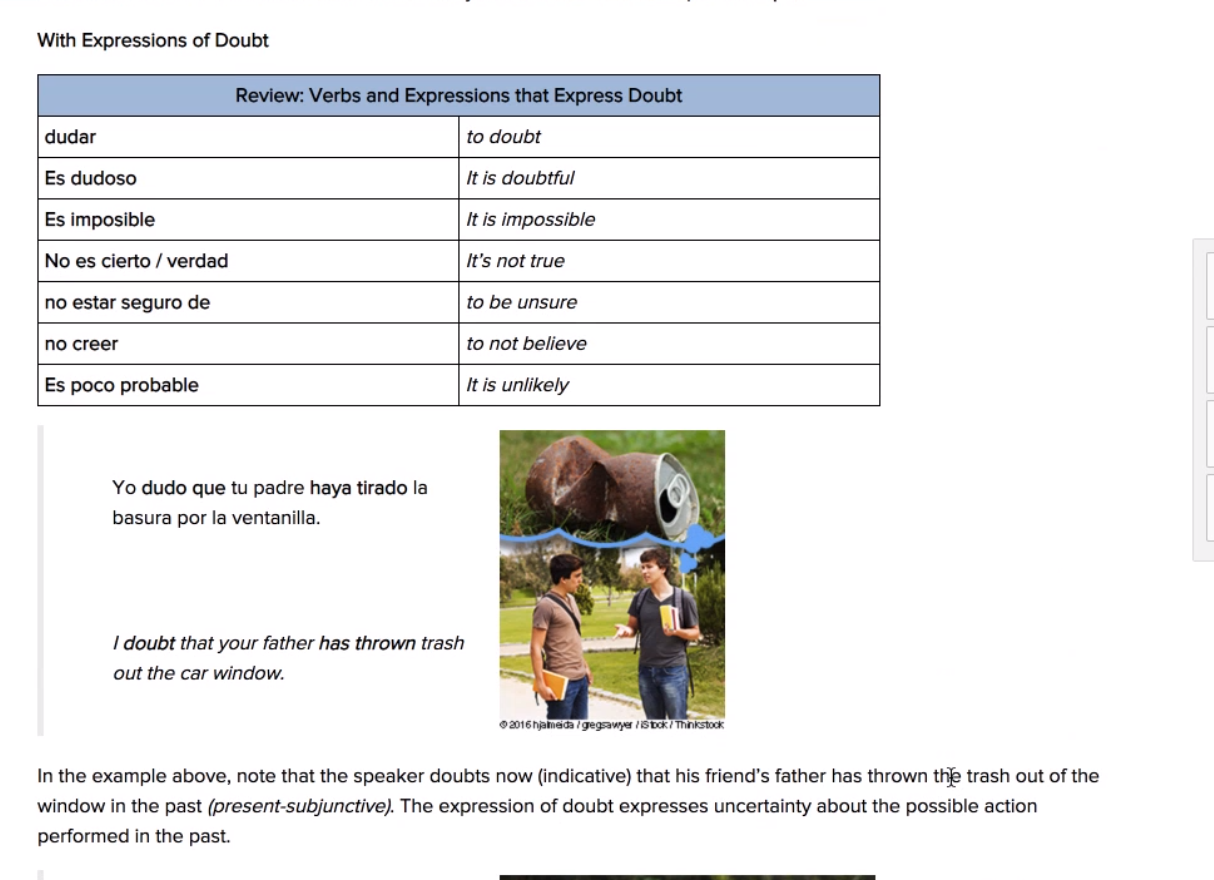 With Expressions of Doubt
Review: Verbs and Expressions that Express Doubt
dudar
to doubt
Es dudoso
It is doubtful
Es imposible
It is impossible
No es cierto / verdad
It's not true
no estar seguro de
to be unsure
no creer
to not believe
Es poco probable
It is unlikely
Yo dudo que tu padre haya tirado la
basura por la ventanilla.
I doubt that your father has thrown trash
out the car window.
© 2016 hjalmeida / gregsawyer / iStock / Thinkstock
In the example above, note that the speaker doubts now (indicative) that his friend's father has thrown the trash out of the
window in the past (present-subjunctive). The expression of doubt expresses uncertainty about the possible action
performed in the past.